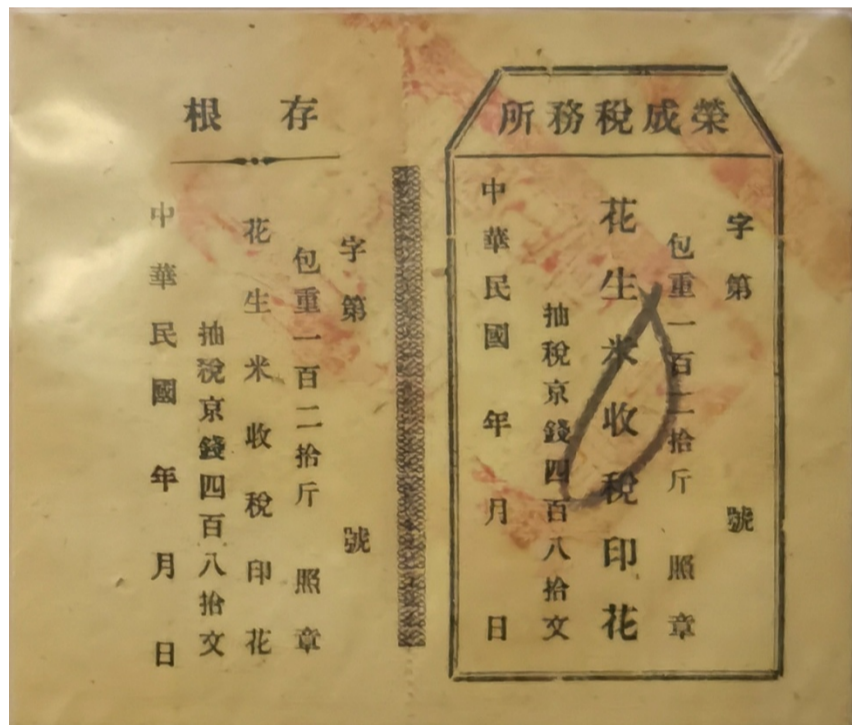 榮成稅務所
字第 號
包重一百二拾斤 照章
花生米收稅印花
抽稅京錢四百八拾文
中華民國 年 月 日
存根
字第 號
包重一百二拾斤 照章
花生米收稅印花
抽稅京錢四百八拾文
中華民國 年 月 日